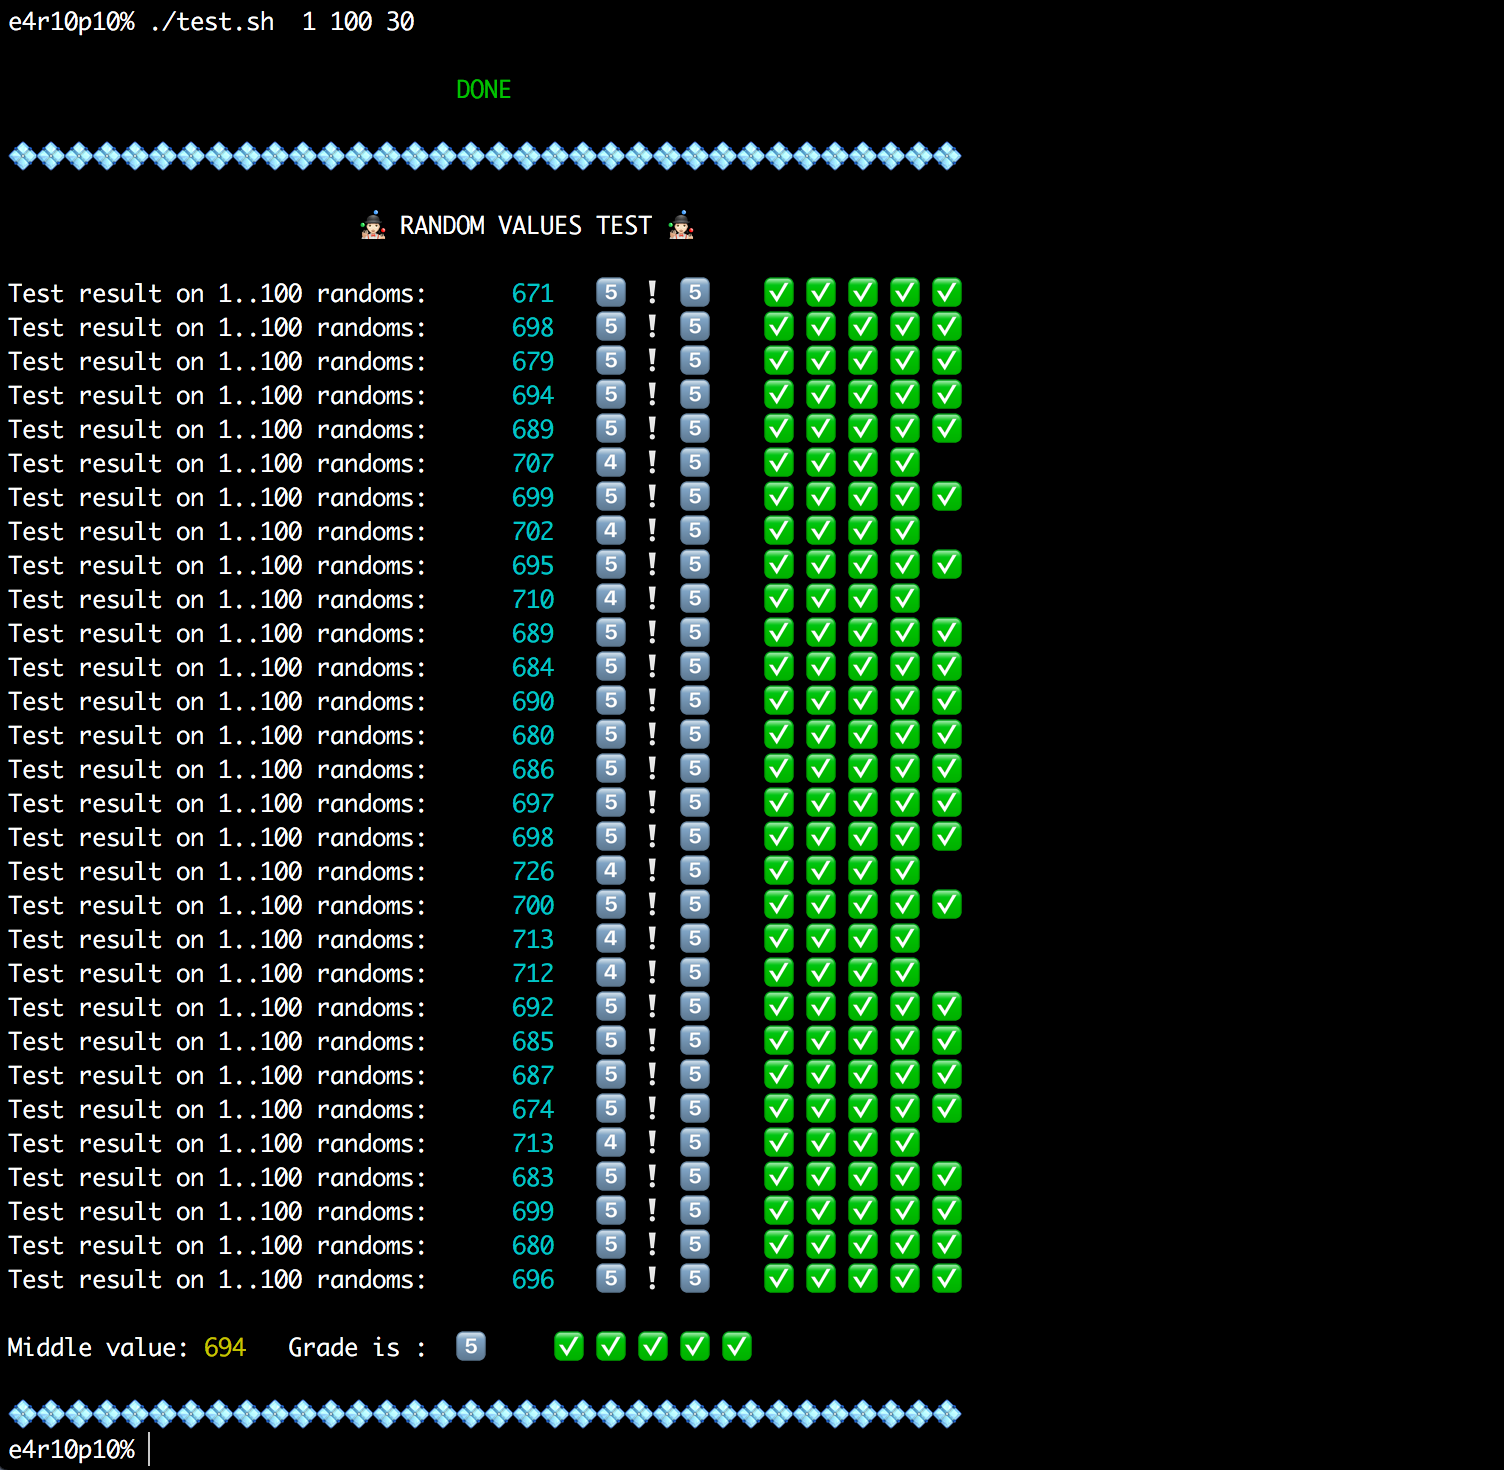 e4r10p10% ./test.sh  1 100 30
DONE
RANDOM VALUES TEST
Test result on 1..100 randoms: 671 5 ! 5 ✅ ✅ ✅ ✅ ✅
Test result on 1..100 randoms: 698 5 ! 5 ✅ ✅ ✅ ✅ ✅
Test result on 1..100 randoms: 679 5 ! 5 ✅ ✅ ✅ ✅ ✅
Test result on 1..100 randoms: 694 5 ! 5 ✅ ✅ ✅ ✅ ✅
Test result on 1..100 randoms: 689 5 ! 5 ✅ ✅ ✅ ✅ ✅
Test result on 1..100 randoms: 707 4 ! 5 ✅ ✅ ✅ ✅
Test result on 1..100 randoms: 699 5 ! 5 ✅ ✅ ✅ ✅ ✅
Test result on 1..100 randoms: 702 4 ! 5 ✅ ✅ ✅ ✅
Test result on 1..100 randoms: 695 5 ! 5 ✅ ✅ ✅ ✅ ✅
Test result on 1..100 randoms: 710 4 ! 5 ✅ ✅ ✅ ✅
Test result on 1..100 randoms: 689 5 ! 5 ✅ ✅ ✅ ✅ ✅
Test result on 1..100 randoms: 684 5 ! 5 ✅ ✅ ✅ ✅ ✅
Test result on 1..100 randoms: 690 5 ! 5 ✅ ✅ ✅ ✅ ✅
Test result on 1..100 randoms: 680 5 ! 5 ✅ ✅ ✅ ✅ ✅
Test result on 1..100 randoms: 686 5 ! 5 ✅ ✅ ✅ ✅ ✅
Test result on 1..100 randoms: 697 5 ! 5 ✅ ✅ ✅ ✅ ✅
Test result on 1..100 randoms: 698 5 ! 5 ✅ ✅ ✅ ✅ ✅
Test result on 1..100 randoms: 726 4 ! 5 ✅ ✅ ✅ ✅
Test result on 1..100 randoms: 700 5 ! 5 ✅ ✅ ✅ ✅ ✅
Test result on 1..100 randoms: 713 4 ! 5 ✅ ✅ ✅ ✅
Test result on 1..100 randoms: 712 4 ! 5 ✅ ✅ ✅ ✅
Test result on 1..100 randoms: 692 5 ! 5 ✅ ✅ ✅ ✅ ✅
Test result on 1..100 randoms: 685 5 ! 5 ✅ ✅ ✅ ✅ ✅
Test result on 1..100 randoms: 687 5 ! 5 ✅ ✅ ✅ ✅ ✅
Test result on 1..100 randoms: 674 5 ! 5 ✅ ✅ ✅ ✅ ✅
Test result on 1..100 randoms: 713 4 ! 5 ✅ ✅ ✅ ✅
Test result on 1..100 randoms: 683 5 ! 5 ✅ ✅ ✅ ✅ ✅
Test result on 1..100 randoms: 699 5 ! 5 ✅ ✅ ✅ ✅ ✅
Test result on 1..100 randoms: 680 5 ! 5 ✅ ✅ ✅ ✅ ✅
Test result on 1..100 randoms: 696 5 ! 5 ✅ ✅ ✅ ✅ ✅
Middle value: 694 Grade is : 5 ✅ ✅ ✅ ✅ ✅
e4r10p10%